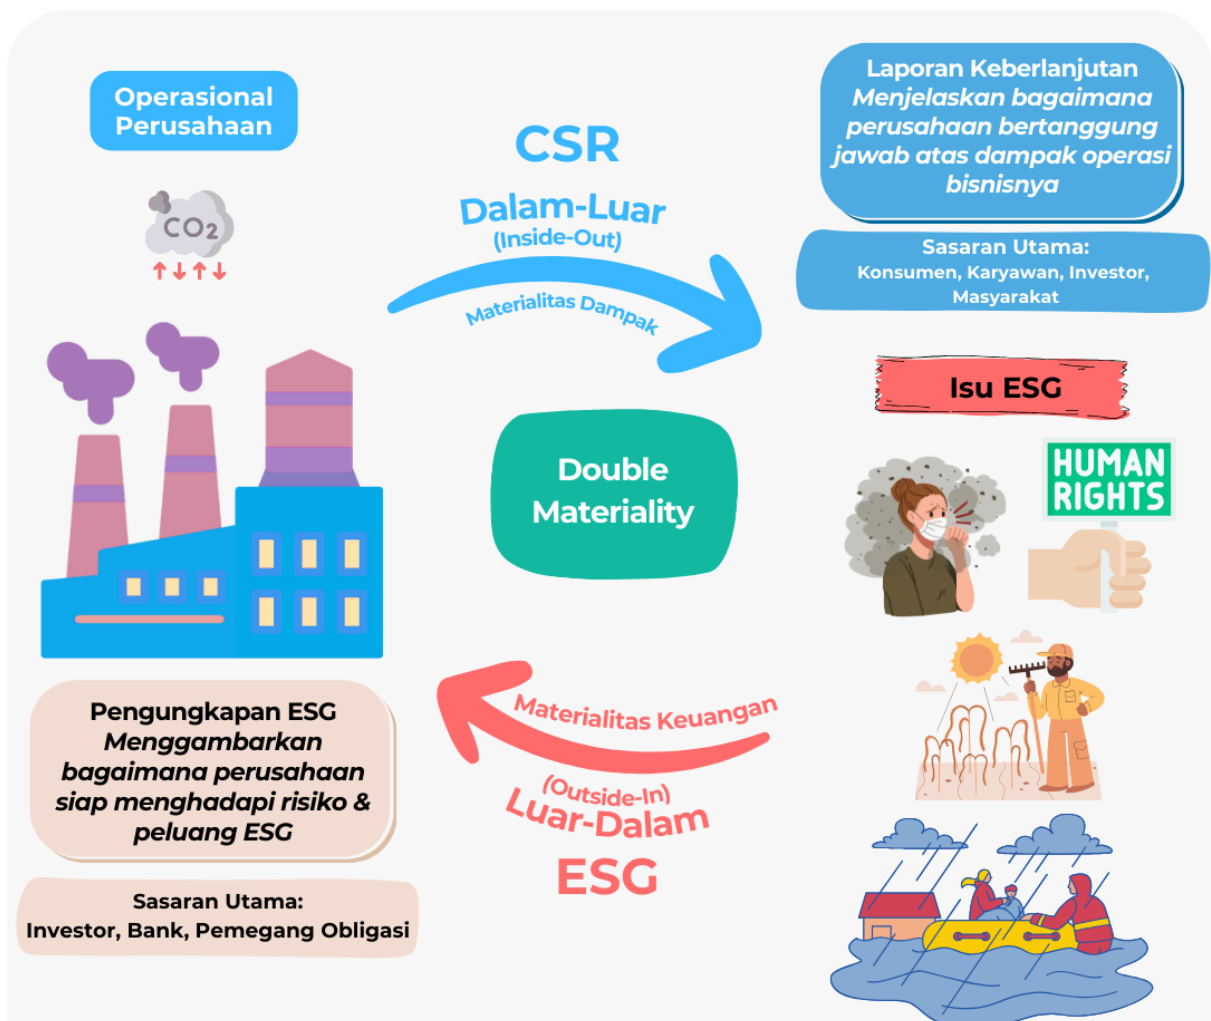 Operasional
Perusahaan
CO2
CSR
Dalam-Luar
(Inside-Out)
Materialitas Dampak
Laporan Keberlanjutan
Menjelaskan bagaimana
perusahaan bertanggung
jawab atas dampak operasi
bisnisnya
Sasaran Utama:
Konsumen, Karyawan, Investor,
Masyarakat
Isu ESG
HUMAN
RIGHTS
Double
Materiality
Pengungkapan ESG
Menggambarkan
bagaimana perusahaan
siap menghadapi risiko &
peluang ESG
Sasaran Utama:
Investor, Bank, Pemegang Obligasi
Materialitas Keuangan
(Outside-In)
Luar-Dalam
ESG